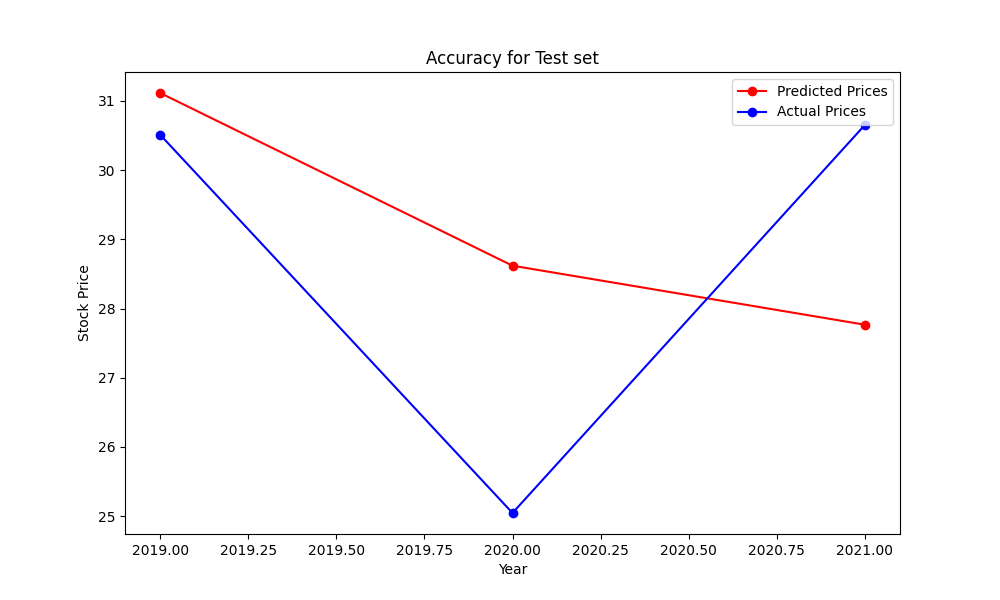 Accuracy for Test set
Predicted Prices
Actual Prices
Stock Price
31
30
29
28
27
26
25
2019.00 2019.25 2019.50 2019.75 2020.00 2020.25 2020.50 2020.75 2021.00
Year